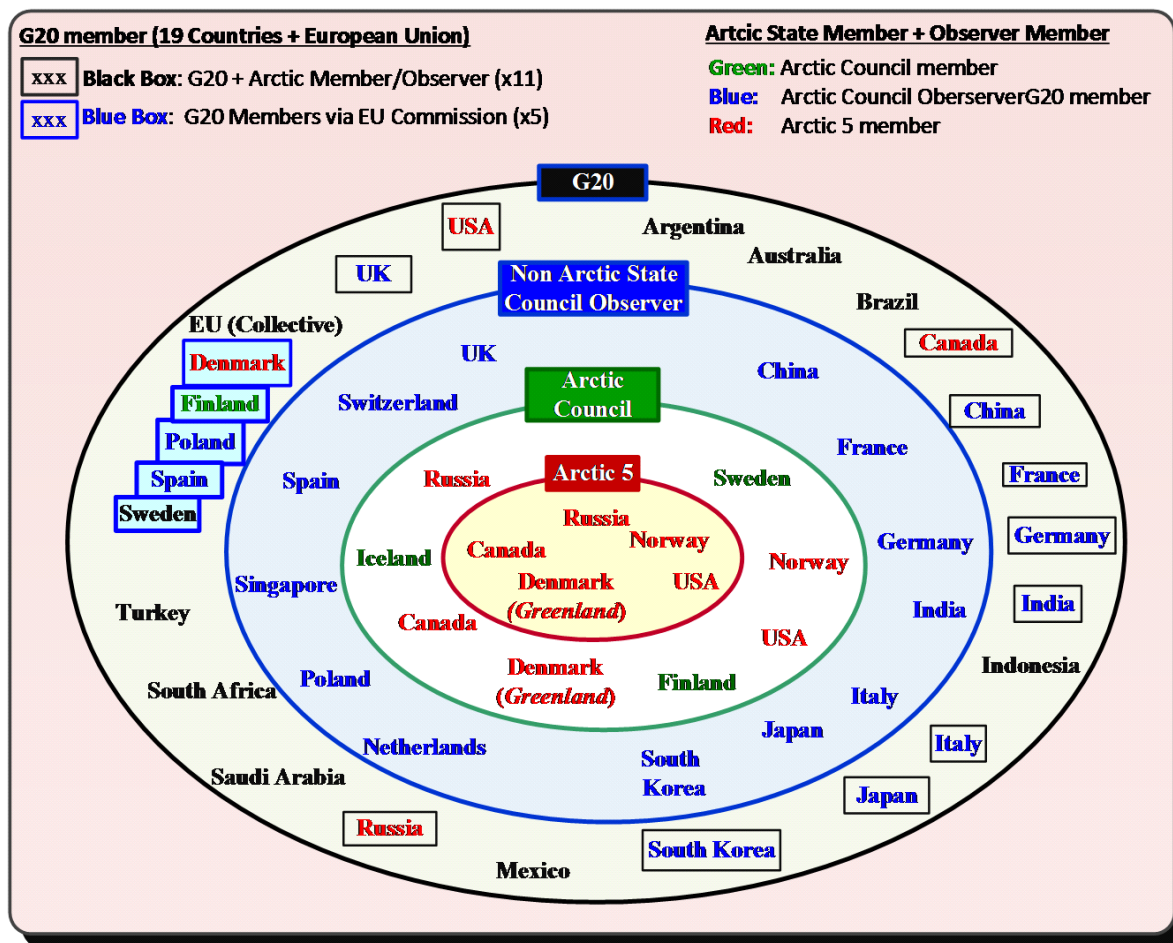 G20 member (19 Countries + European Union)
xxx Black Box: G20 + Arctic Member/Observer (x11)
xxx Blue Box: G20 Members via EU Commission (x5)
Artcic State Member + Observer Member
Green: Arctic Council member
Blue: Arctic Council OberserverG20 member
Red: Arctic 5 member
G20
USA
Argentina
Australia
UK
Non Arctic State
Council Observer
Brazil
EU (Collective)
Canada
Denmark
UK
China
Arctic
Council
Finland
Switzerland
China
Poland
France
Spain
Spain
Russia
Arctic 5
Sweden
France
Sweden
Russia
Norway
Canada
Germany
Germany
Iceland
Norway
Singapore
Denmark
(Greenland)
USA
Turkey
Canada
India
India
USA
Indonesia
South Africa
Poland
Denmark
(Greenland)
Finland
Italy
Netherlands
Japan
Italy
South
Korea
Saudi Arabia
Japan
Russia
South Korea
Mexico